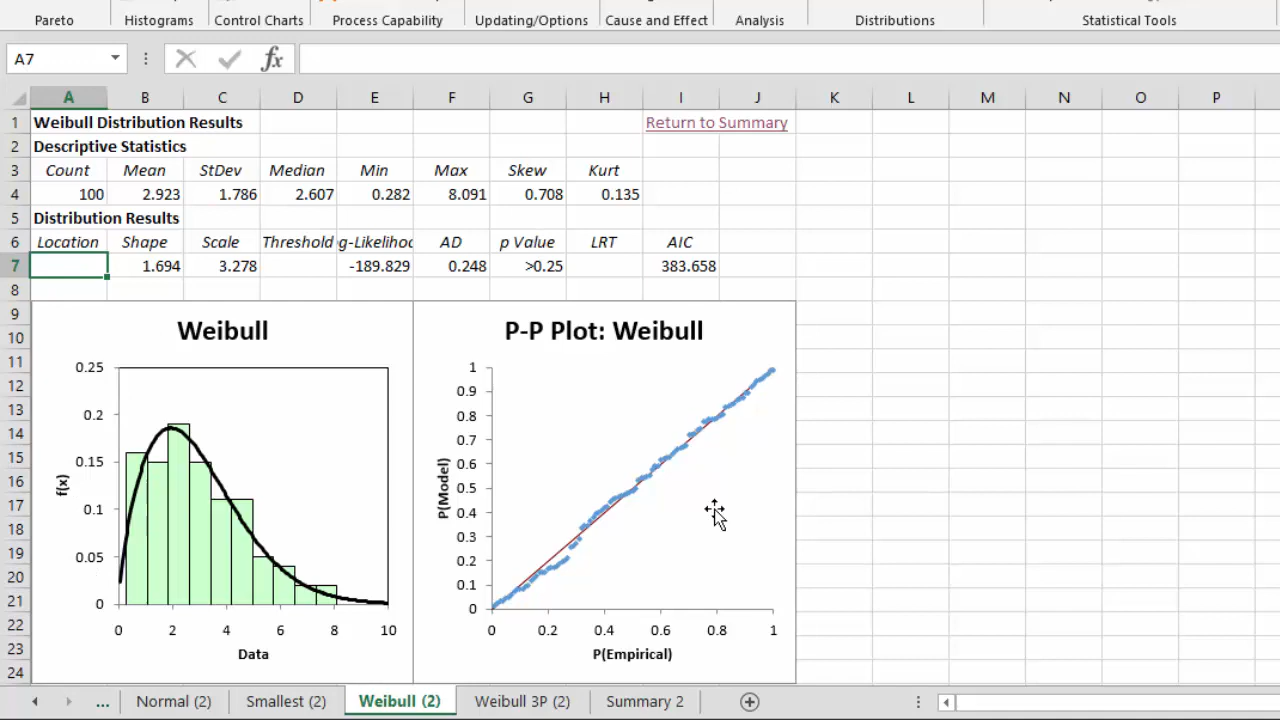 Pareto Histograms Control Charts Process Capability Updating/Options Cause and Effect Analysis Distributions Statistical Tools
A7 fx
A B C D E F G H I J K L M N O P
1 Weibull Distribution Results Return to Summary
2 Descriptive Statistics
3 Count Mean StDev Median Min Max Skew Kurt
4 100 2.923 1.786 2.607 0.282 8.091 0.708 0.135
5 Distribution Results
6 Location Shape Scale Threshold g-Likelihoo AD p Value LRT AIC
7 1.694 3.278 -189.829 0.248 >0.25 383.658
8
9
10
11
12
13
14
15
16
17
18
19
20
21
22
23
24
Weibull
0.25
0.2
0.15
0.1
0.05
0
f(x)
0 2 4 6 8 10
Data
P-P Plot: Weibull
1
0.9
0.8
0.7
0.6
0.5
0.4
0.3
0.2
0.1
0
P(Model)
0 0.2 0.4 0.6 0.8 1
P(Empirical)
... Normal (2) Smallest (2) Weibull (2) Weibull 3P (2) Summary 2